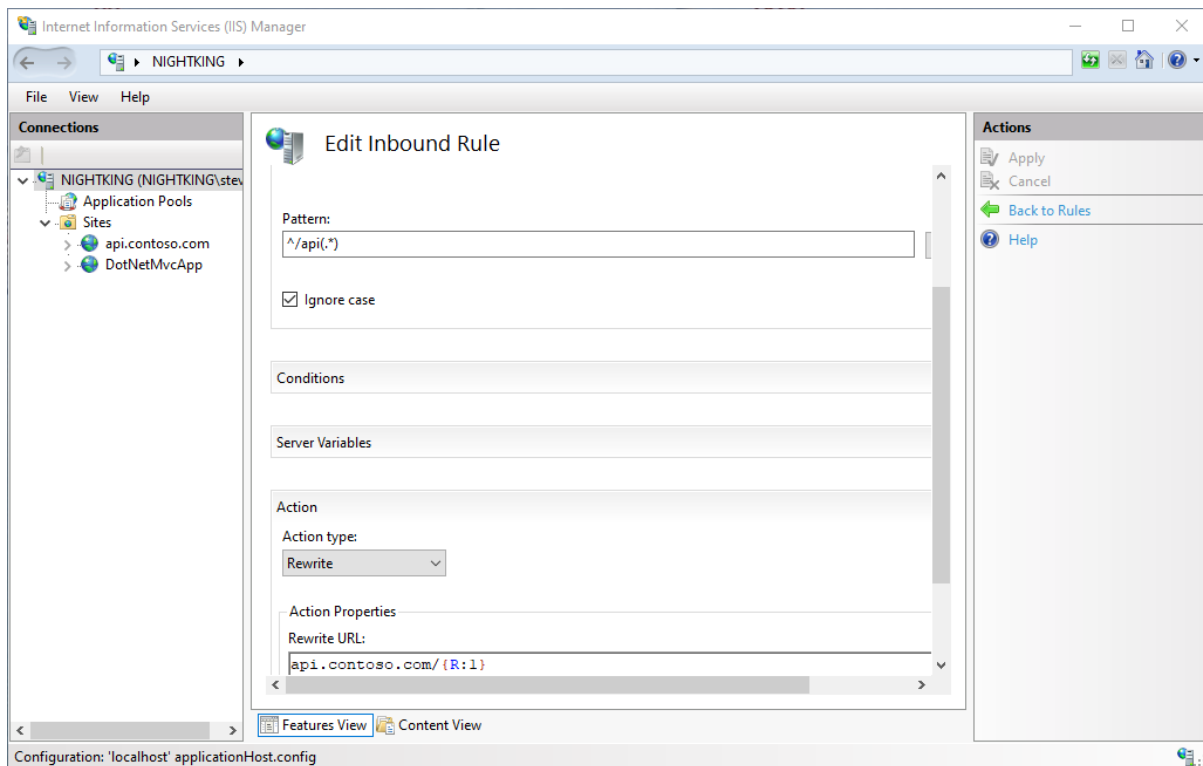 Internet Information Services (IIS) Manager
NIGHTKING
File View Help
Connections
NIGHTKING (NIGHTKING\stev
Application Pools
Sites
api.contoso.com
DotNetMvcApp
Edit Inbound Rule
Pattern:
^/api(.*)
Ignore case
Conditions
Server Variables
Action
Action type:
Rewrite
Action Properties
Rewrite URL:
api.contoso.com/{R:1}
Features View Content View
Actions
Apply
Cancel
Back to Rules
Help
Configuration: 'localhost' applicationHost.config